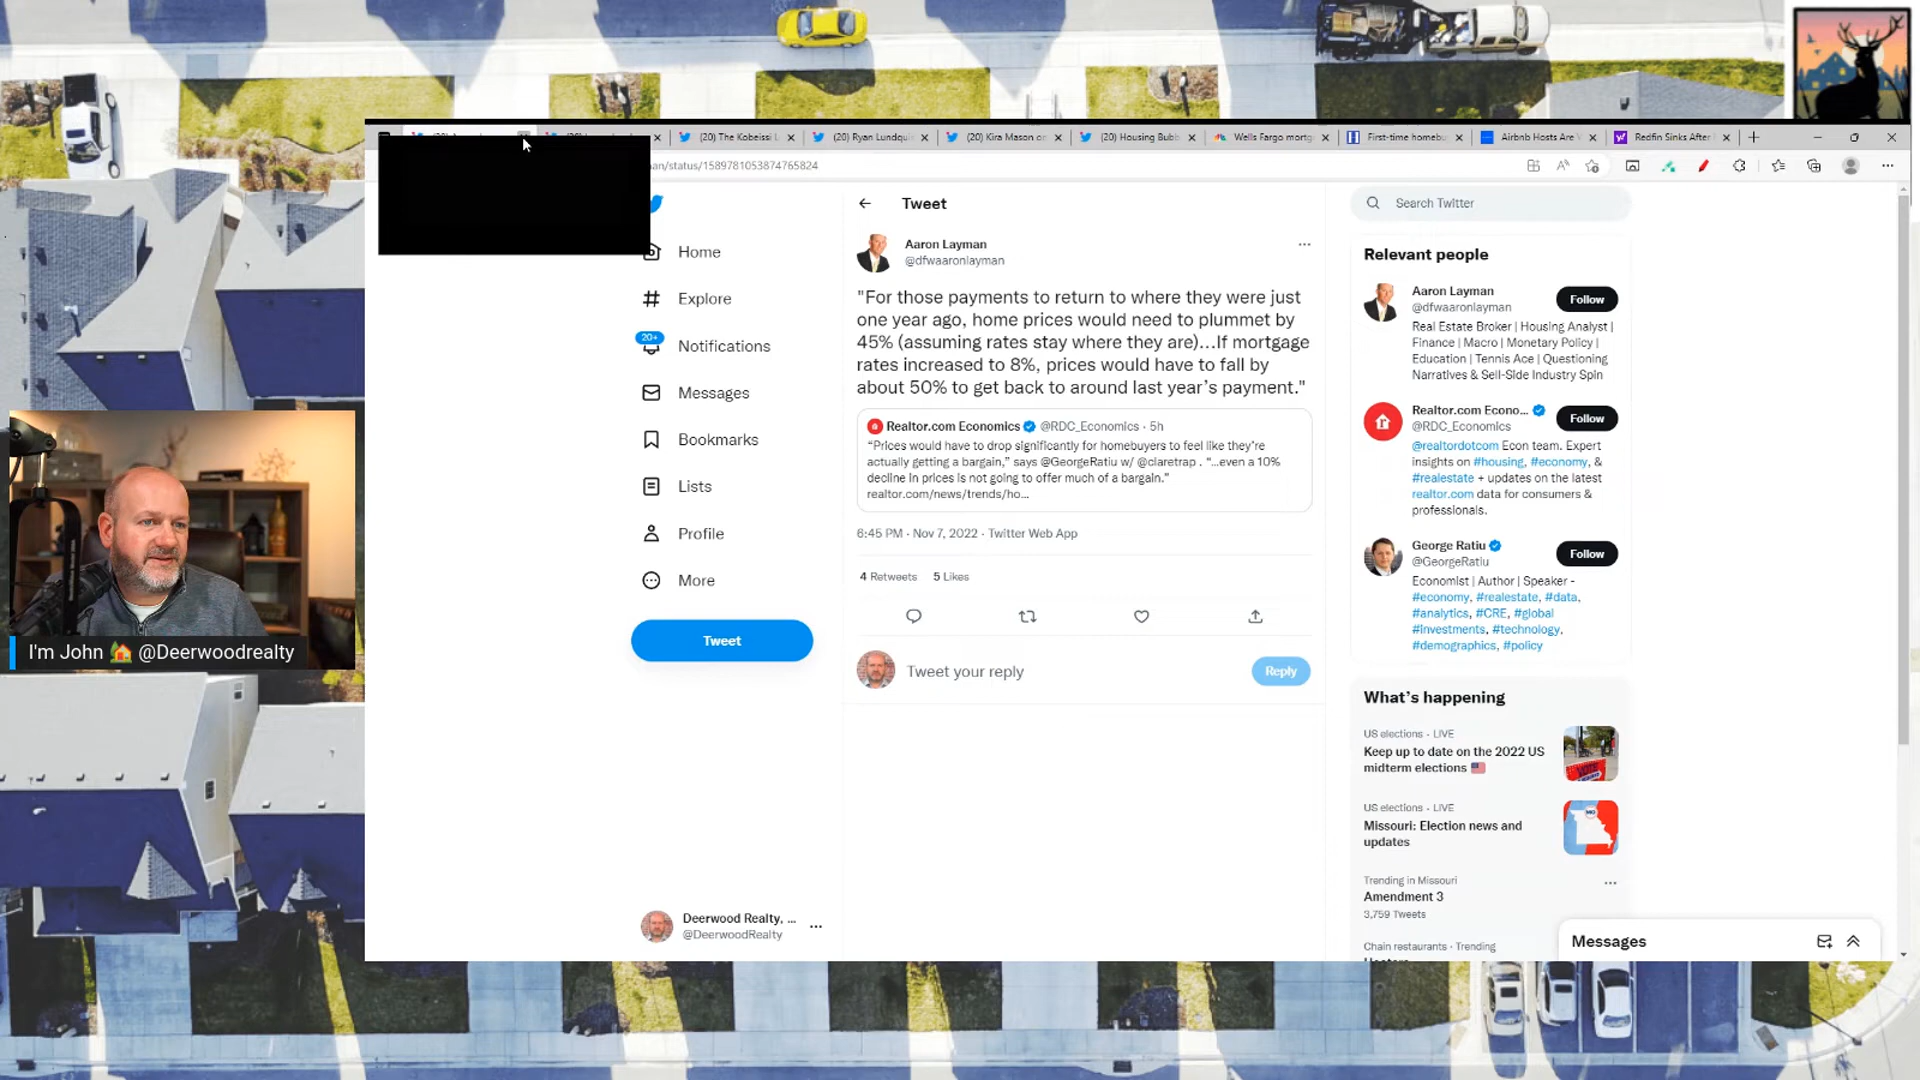 (20) The Kobeissi L
(20) Ryan Lundqui
(20) Kira Mason o
(20) Housing Bubb
Wells Fargo mortg
First-time homebu
Airbnb Hosts Are
Redfin Sinks After
an/status/1589781053874765824
Home
Explore
20+
Notifications
Messages
Bookmarks
Lists
Profile
More
Tweet
Deerwood Realty, ...
@DeerwoodRealty
Tweet
Aaron Layman
@dfwaaronlayman
"For those payments to return to where they were just
one year ago, home prices would need to plummet by
45% (assuming rates stay where they are)…If mortgage
rates increased to 8%, prices would have to fall by
about 50% to get back to around last year’s payment."
Realtor.com Economics @RDC_Economics · 5h
“Prices would have to drop significantly for homebuyers to feel like they’re
actually getting a bargain,” says @GeorgeRatiu w/ @claretrap . “...even a 10%
decline in prices is not going to offer much of a bargain.”
realtor.com/news/trends/ho...
6:45 PM · Nov 7, 2022 · Twitter Web App
4 Retweets 5 Likes
Tweet your reply
Reply
Search Twitter
Relevant people
Aaron Layman
@dfwaaronlayman
Follow
Real Estate Broker | Housing Analyst |
Finance | Macro | Monetary Policy |
Education | Tennis Ace | Questioning
Narratives & Sell-Side Industry Spin
Realtor.com Econo...
@RDC_Economics
Follow
@realtordotcom Econ team. Expert
insights on #housing, #economy, &
#realestate + updates on the latest
realtor.com data for consumers &
professionals.
George Ratiu
@GeorgeRatiu
Follow
Economist | Author | Speaker -
#economy, #realestate, #data,
#analytics, #CRE, #global
#investments, #technology,
#demographics, #policy
What’s happening
US elections · LIVE
Keep up to date on the 2022 US
midterm elections
VOTE
US elections · LIVE
Missouri: Election news and
updates
MO
Trending in Missouri
Amendment 3
3,759 Tweets
Chain restaurants · Trending
Messages
I'm John 🏡 @Deerwoodrealty